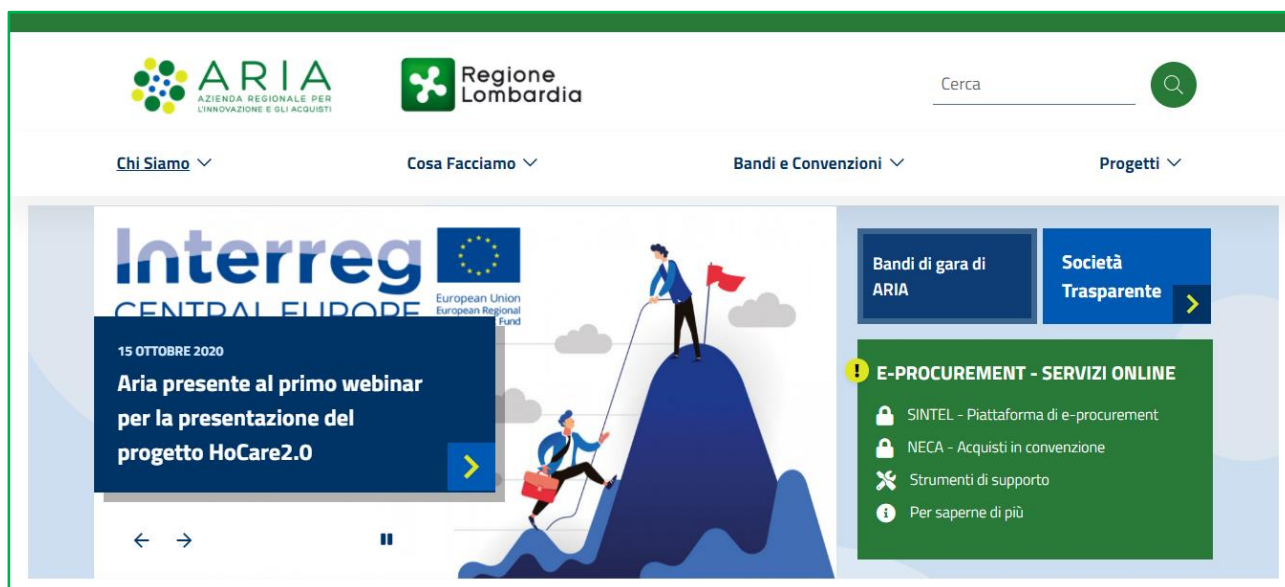 ARIA
AZIENDA REGIONALE PER
L'INNOVAZIONE E GLI ACQUISTI
Regione
Lombardia
Cerca
Chi Siamo
Cosa Facciamo
Bandi e Convenzioni
Progetti
Interreg
CENTRAL EUROPE
European Union
European Regional
Fund
15 OTTOBRE 2020
Aria presente al primo webinar
per la presentazione del
progetto HoCare2.0
Bandi di gara di
ARIA
Società
Trasparente
! E-PROCUREMENT - SERVIZI ONLINE
SINTEL - Piattaforma di e-procurement
NECA - Acquisti in convenzione
Strumenti di supporto
Per saperne di più